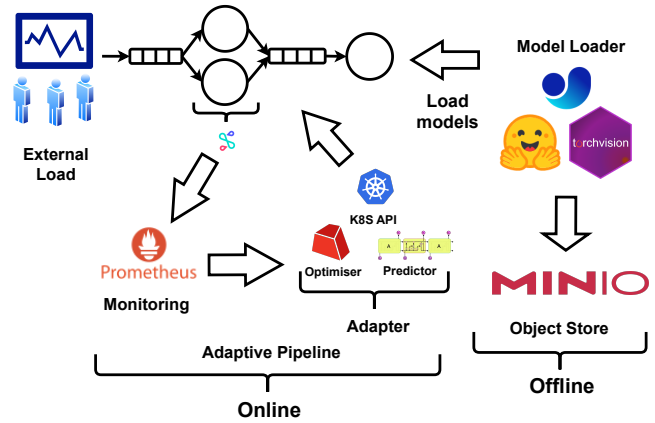 Model Loader
Load
models
torchvision
External
Load
K8S API
Prometheus
Monitoring
Optimiser
Predictor
A
A
MINIO
Adapter
Object Store
Adaptive Pipeline
Online
Offline